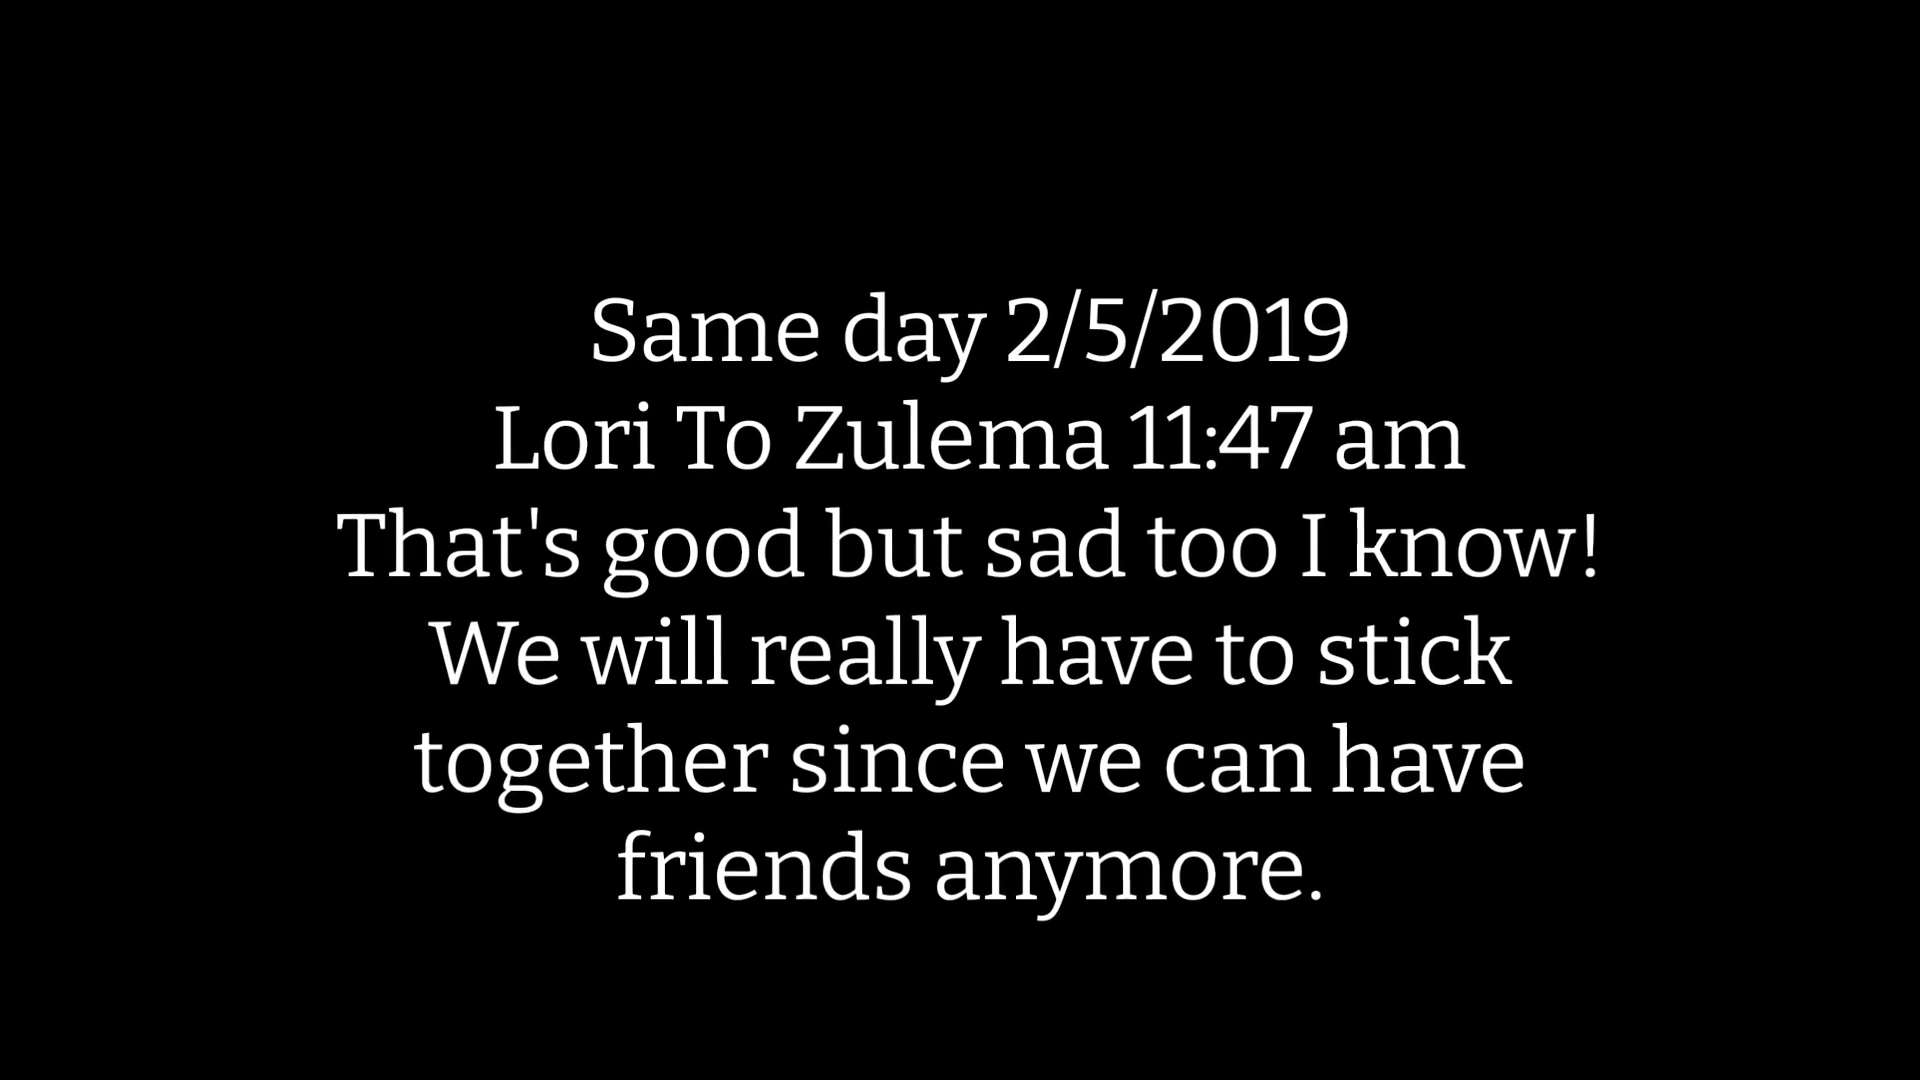 Same day 2/5/2019
Lori To Zulema 11:47 am
That's good but sad too I know!
We will really have to stick
together since we can have
friends anymore.